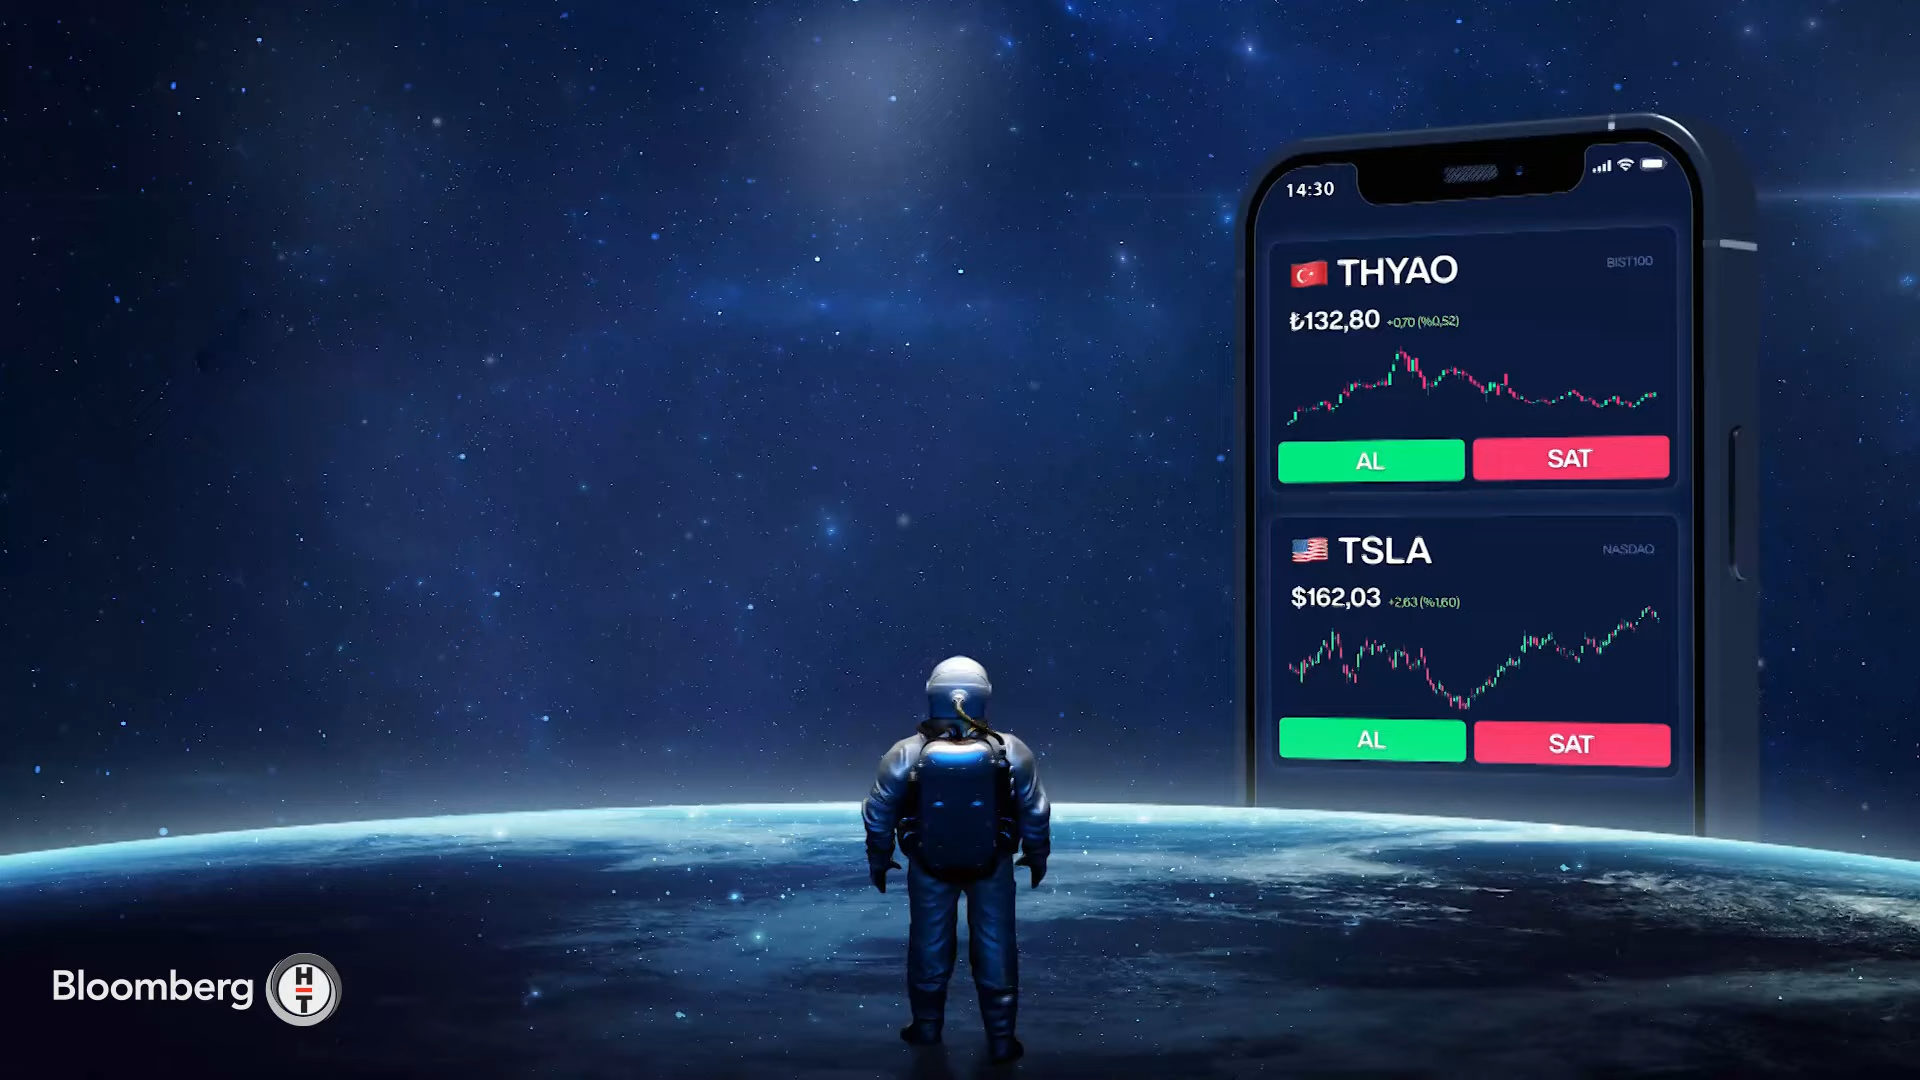 14:30
THYAO
BIST100
₺132,80 +0,70 (%0,52)
AL
SAT
TSLA
NASDAQ
$162,03 +2,63 (%1,60)
AL
SAT
Bloomberg HT